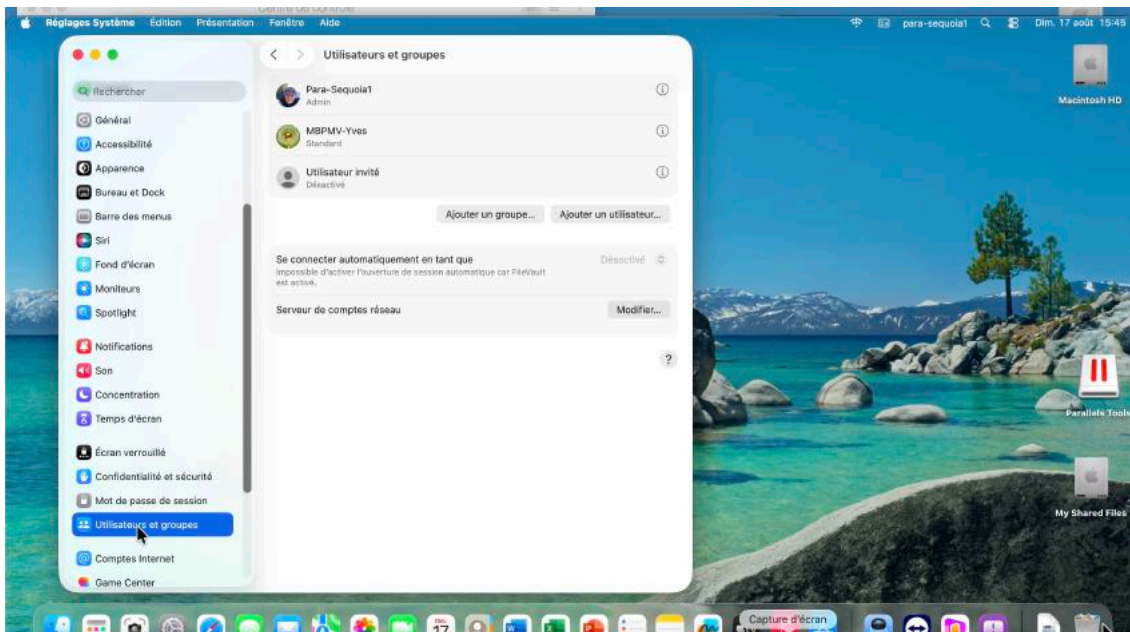 Centre de contrôle
Réglages Système Édition Présentation Fenêtre Aide
para-sequoia1 Dim. 17 août 15:45
Utilisateurs et groupes
Rechercher
Général
Accessibilité
Apparence
Bureau et Dock
Barre des menus
Siri
Fond d'écran
Moniteurs
Spotlight
Notifications
Son
Concentration
Temps d'écran
Écran verrouillé
Confidentialité et sécurité
Mot de passe de session
Utilisateurs et groupes
Comptes Internet
Game Center
Para-Sequoia1
Admin
MBPMV-Yves
Standard
Utilisateur invité
Désactivé
Ajouter un groupe... Ajouter un utilisateur...
Se connecter automatiquement en tant que Désactivé
Impossible d'activer l'ouverture de session automatique car FileVault
est activé.
Serveur de comptes réseau Modifier...
?
Macintosh HD
Parallels Tools
My Shared Files
Capture d'écran
17